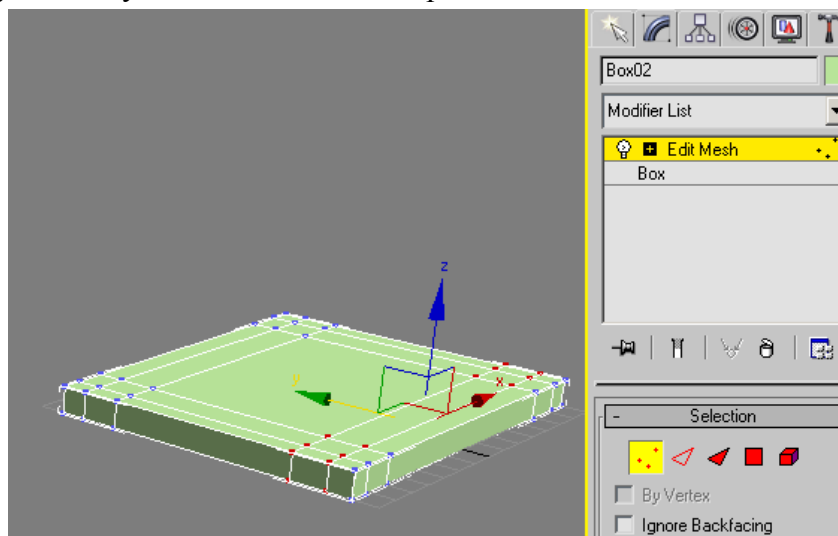 Box02
Modifier List
Edit Mesh
Box
z
y
x
- Selection
By Vertex
Ignore Backfacing